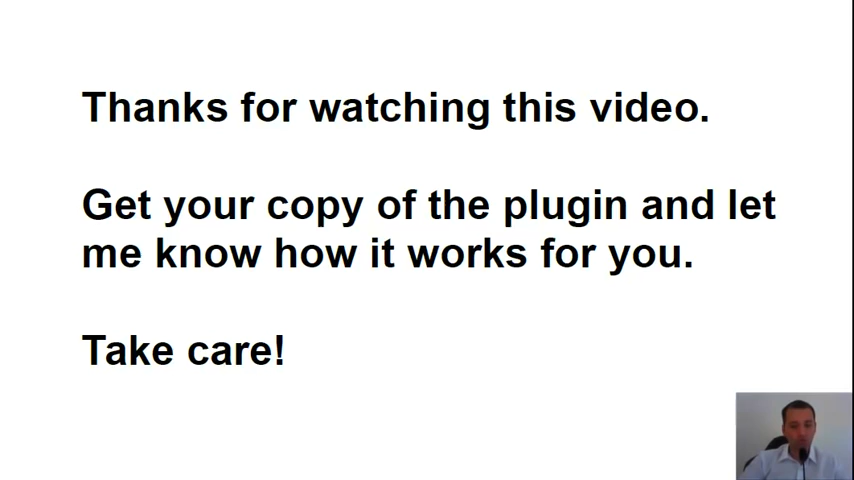 Thanks for watching this video.
Get your copy of the plugin and let
me know how it works for you.
Take care!